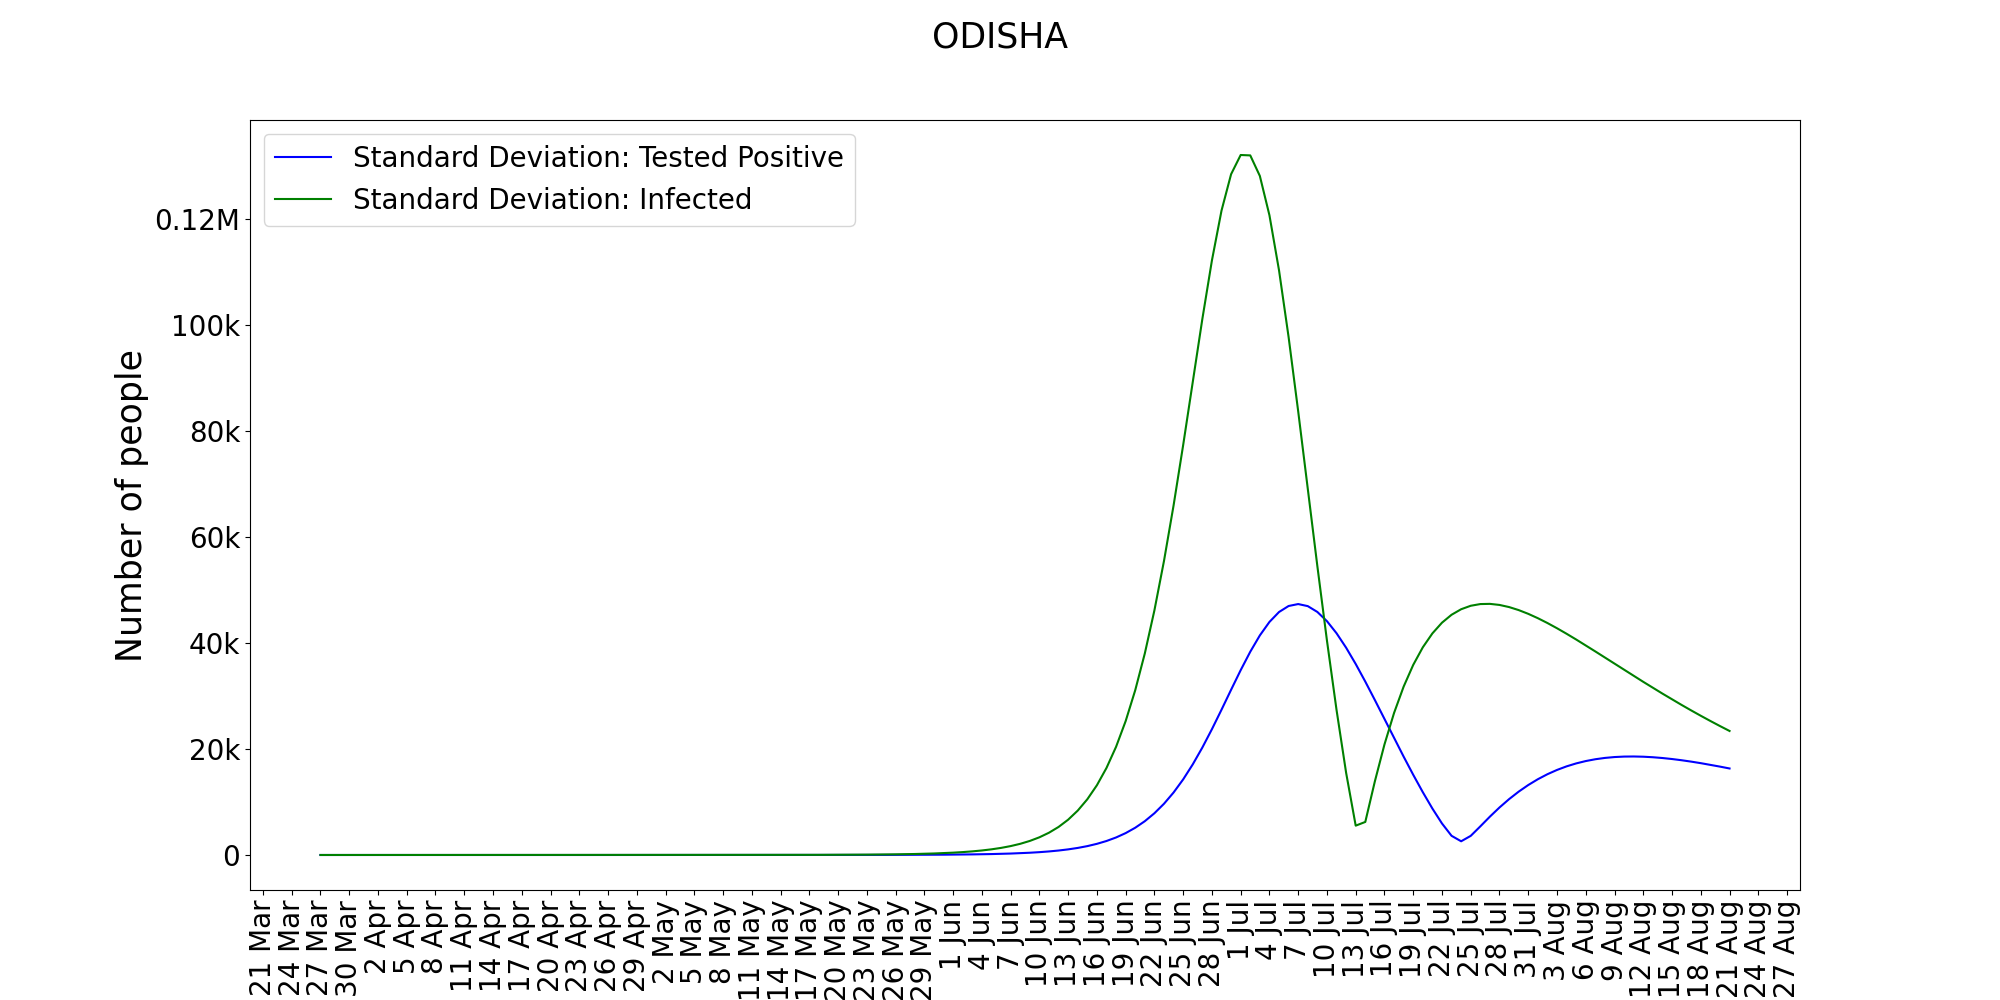 ODISHA
Standard Deviation: Tested Positive
Standard Deviation: Infected
Number of people
0.12M
100k
80k
60k
40k
20k
0
21 Mar
24 Mar
27 Mar
30 Mar
2 Apr
5 Apr
8 Apr
11 Apr
14 Apr
17 Apr
20 Apr
23 Apr
26 Apr
29 Apr
2 May
5 May
8 May
11 May
14 May
17 May
20 May
23 May
26 May
29 May
1 Jun
4 Jun
7 Jun
10 Jun
13 Jun
16 Jun
19 Jun
22 Jun
25 Jun
28 Jun
1 Jul
4 Jul
7 Jul
10 Jul
13 Jul
16 Jul
19 Jul
22 Jul
25 Jul
28 Jul
31 Jul
3 Aug
6 Aug
9 Aug
12 Aug
15 Aug
18 Aug
21 Aug
24 Aug
27 Aug